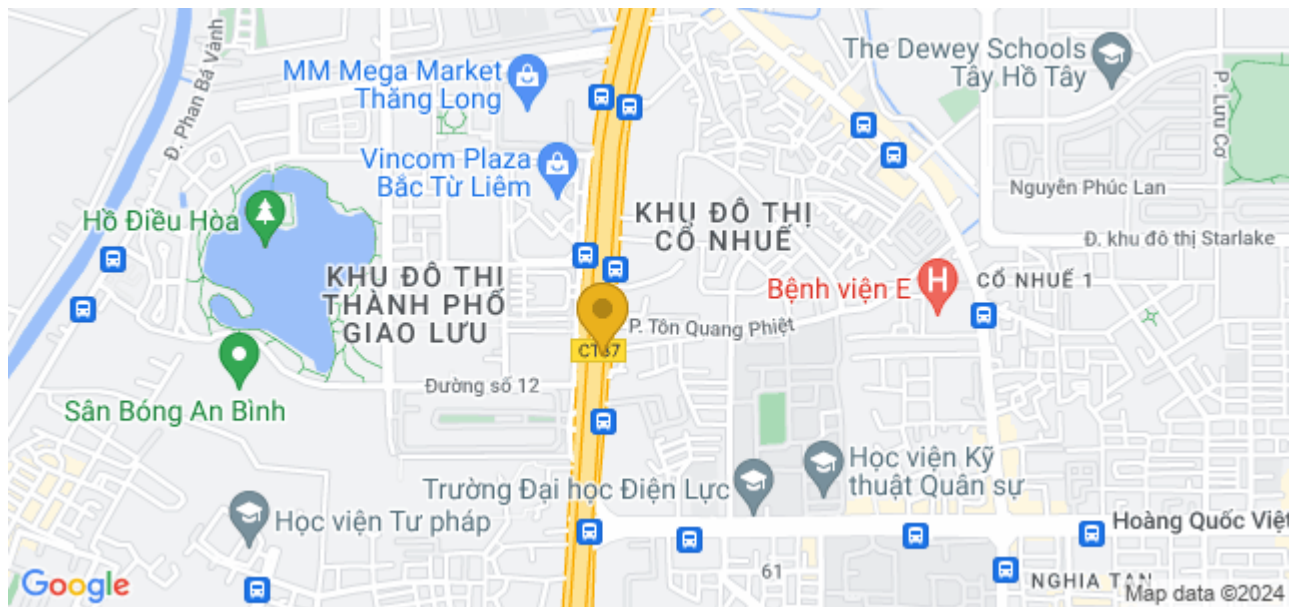 Đ. Phan Bá Vành
MM Mega Market
Thăng Long
The Dewey Schools
Tây Hồ Tây
P. Lưu Cơ
Vincom Plaza
Bắc Từ Liêm
Nguyễn Phúc Lan
Hồ Điều Hòa
KHU ĐÔ THỊ
CỔ NHUẾ
Đ. khu đô thị Starlake
KHU ĐÔ THỊ
THÀNH PHỐ
GIAO LƯU
Bệnh viện E
CỔ NHUẾ 1
P. Tôn Quang Phiệt
CT37
Đường số 12
Sân Bóng An Bình
Học viện Kỹ
thuật Quân sự
Trường Đại học Điện Lực
Học viện Tư pháp
Hoàng Quốc Việt
61
NGHIA TAN
Google
Map data ©2024